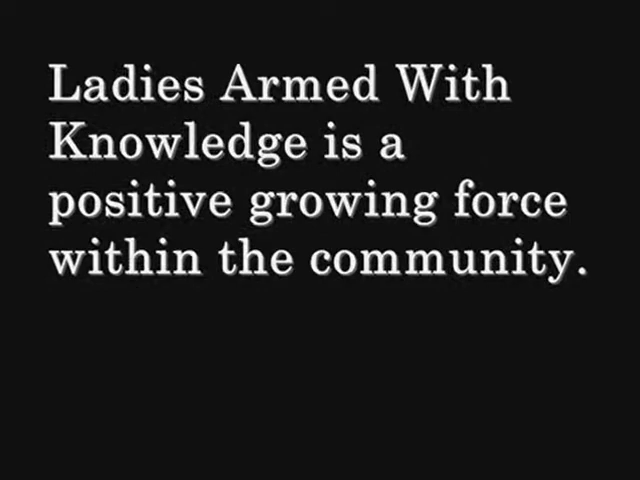 Ladies Armed With
Knowledge is a
positive growing force
within the community.